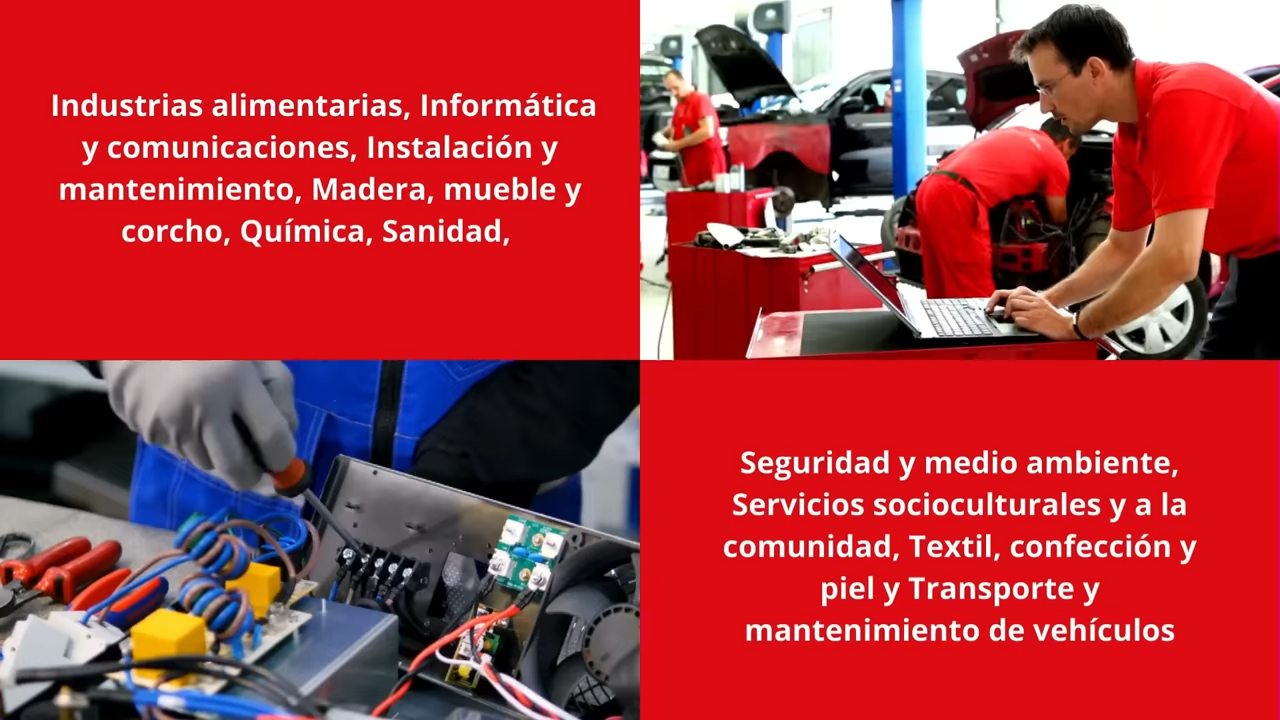 Industrias alimentarias, Informática
y comunicaciones, Instalación y
mantenimiento, Madera, mueble y
corcho, Química, Sanidad,
Seguridad y medio ambiente,
Servicios socioculturales y a la
comunidad, Textil, confección y
piel y Transporte y
mantenimiento de vehículos